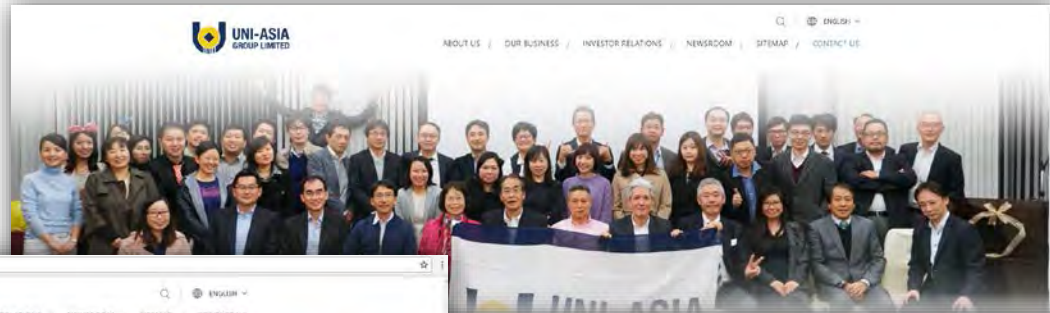 UNI-ASIA
GROUP LIMITED
ENGLISH
ABOUT US / OUR BUSINESS / INVESTOR RELATIONS / NEWSROOM / SITEMAP / CONTACT US
UNI-ASIA
ENGLISH